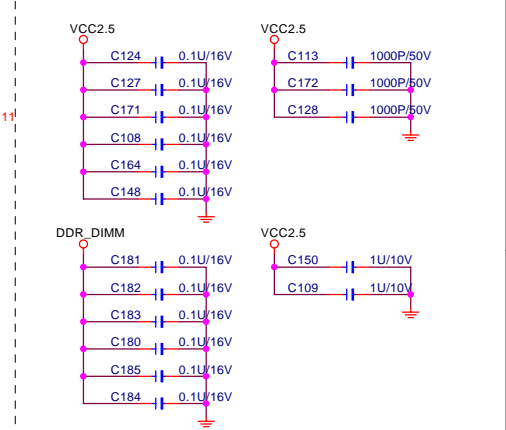 VCC2.5
C124 0.1U/16V
C127 0.1U/16V
C171 0.1U/16V
C108 0.1U/16V
C164 0.1U/16V
C148 0.1U/16V
VCC2.5
C113 1000P/50V
C172 1000P/50V
C128 1000P/50V
11
DDR_DIMM
C181 0.1U/16V
C182 0.1U/16V
C183 0.1U/16V
C180 0.1U/16V
C185 0.1U/16V
C184 0.1U/16V
VCC2.5
C150 1U/10V
C109 1U/10V